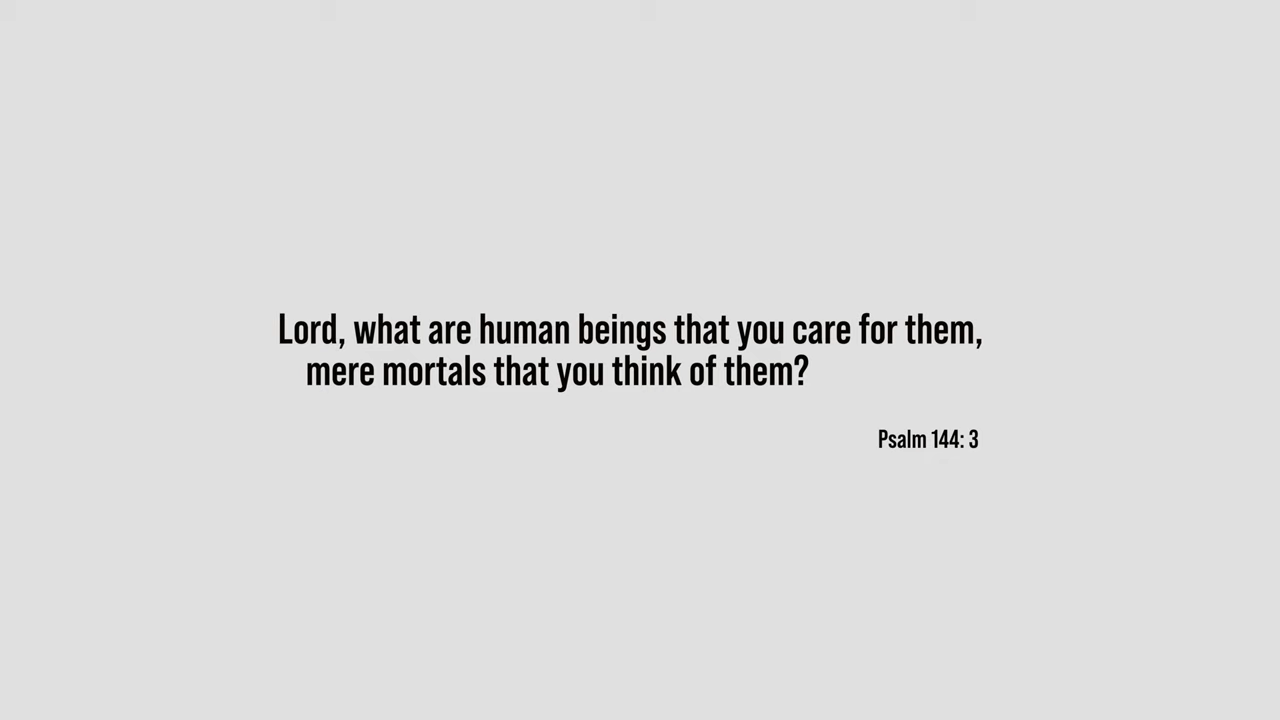 Lord, what are human beings that you care for them,
mere mortals that you think of them?
Psalm 144: 3